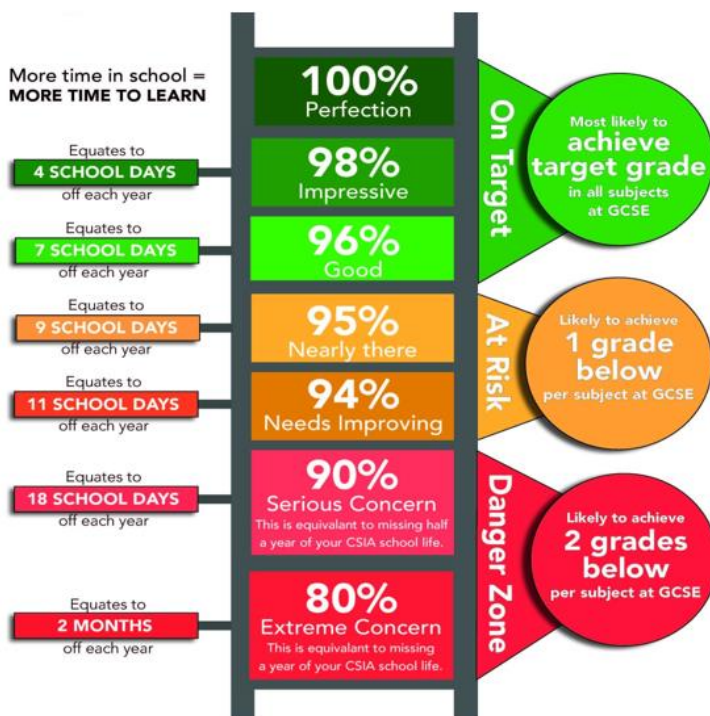 More time in school =
MORE TIME TO LEARN
100%
Perfection
Equates to
4 SCHOOL DAYS
off each year
98%
Impressive
Equates to
7 SCHOOL DAYS
off each year
96%
Good
On Target
Most likely to
achieve
target grade
in all subjects
at GCSE
Equates to
9 SCHOOL DAYS
off each year
95%
Nearly there
Equates to
11 SCHOOL DAYS
off each year
94%
Needs Improving
At Risk
Likely to achieve
1 grade
below
per subject at GCSE
Equates to
18 SCHOOL DAYS
off each year
90%
Serious Concern
This is equivalant to missing half
a year of your CSIA school life.
Equates to
2 MONTHS
off each year
80%
Extreme Concern
This is equivalant to missing
a year of your CSIA school life.
Danger Zone
Likely to achieve
2 grades
below
per subject at GCSE